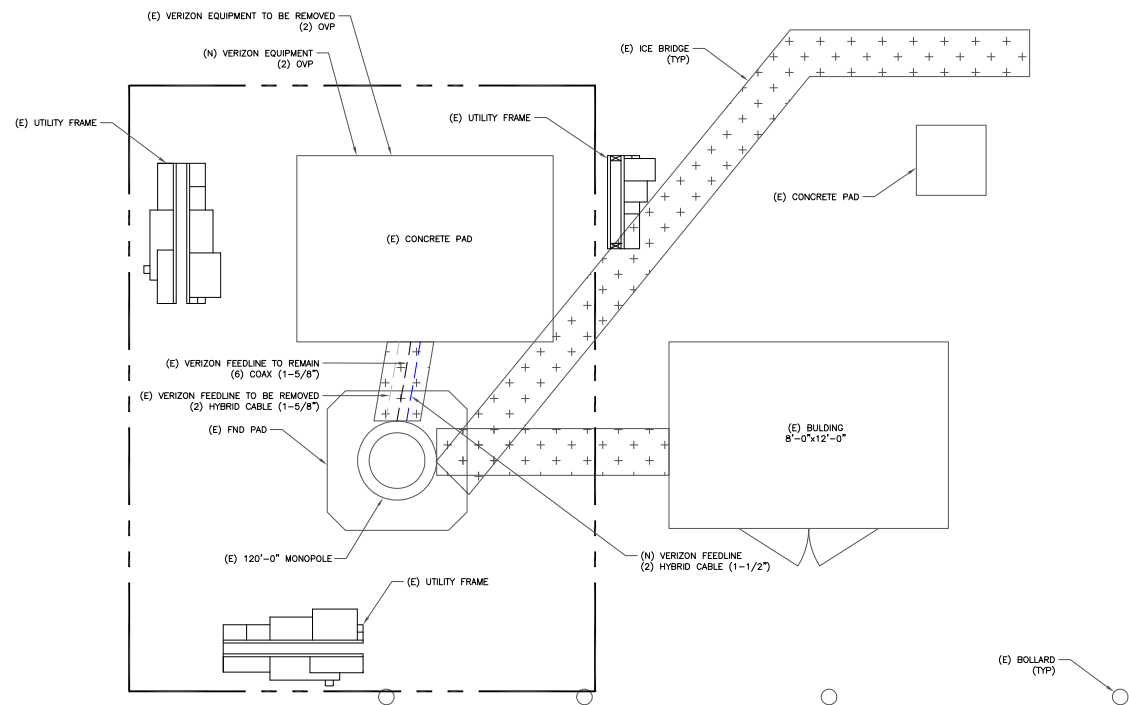 (E) VERIZON EQUIPMENT TO BE REMOVED
(2) OVP
(N) VERIZON EQUIPMENT
(2) OVP
(E) ICE BRIDGE
(TYP)
(E) UTILITY FRAME
(E) UTILITY FRAME
(E) CONCRETE PAD
(E) CONCRETE PAD
(E) VERIZON FEEDLINE TO REMAIN
(6) COAX (1-5/8")
(E) VERIZON FEEDLINE TO BE REMOVED
(2) HYBRID CABLE (1-5/8")
(E) FND PAD
(E) BULDING
8'-0"x12'-0"
(E) 120'-0" MONOPOLE
(N) VERIZON FEEDLINE
(2) HYBRID CABLE (1-1/2")
(E) UTILITY FRAME
(E) BOLLARD
(TYP)